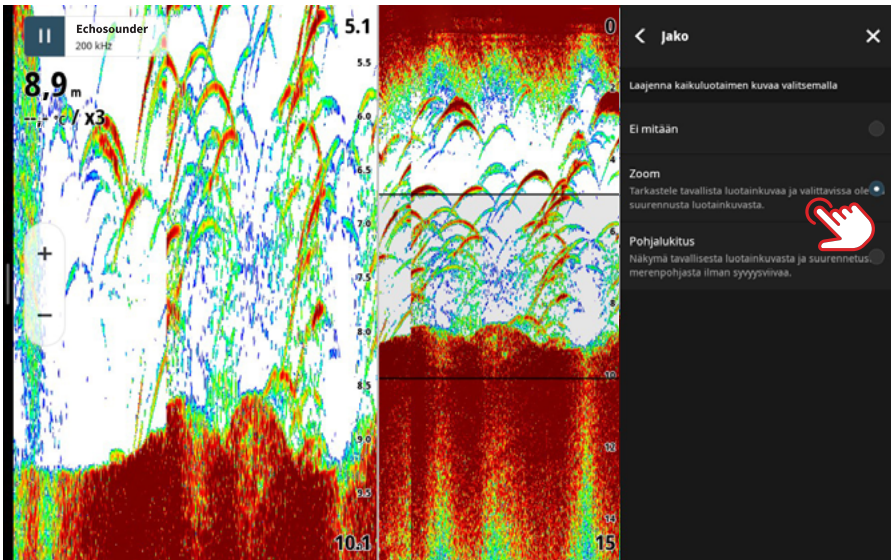 Echosounder
200 kHz
8,9 m
--,- °c / x3
+
–
5.1
5.5
6.0
6.5
7.0
7.5
8.0
8.5
9.0
9.5
10.1
0
2
4
6
10
12
14
15
Jako
Laajenna kaikuluotaimen kuvaa valitsemalla
Ei mitään
Zoom
Tarkastele tavallista luotainkuvaa ja valittavissa ole
suurennusta luotainkuvasta.
Pohjalukitus
Näkymä tavallisesta luotainkuvasta ja suurennetus
merenpohjasta ilman syvyysviivaa.